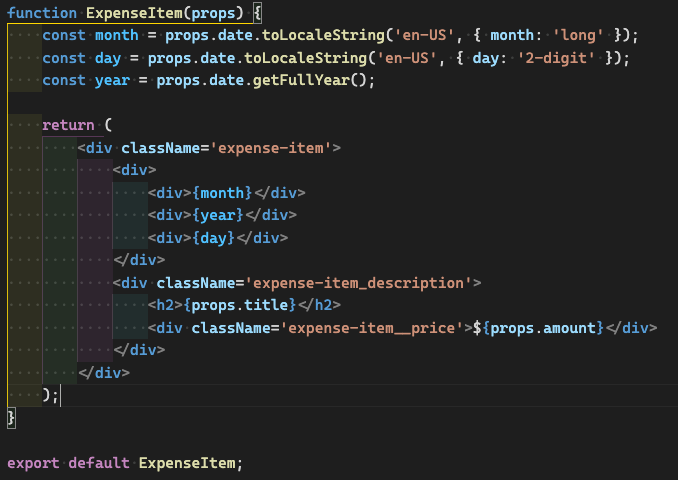 function ExpenseItem(props) {
    const month = props.date.toLocaleString('en-US', { month: 'long' });
    const day = props.date.toLocaleString('en-US', { day: '2-digit' });
    const year = props.date.getFullYear();

    return (
        <div className='expense-item'>
            <div>
                <div>{month}</div>
                <div>{year}</div>
                <div>{day}</div>
            </div>
            <div className='expense-item_description'>
                <h2>{props.title}</h2>
                <div className='expense-item__price'>${props.amount}</div>
            </div>
        </div>
    );
}

export default ExpenseItem;